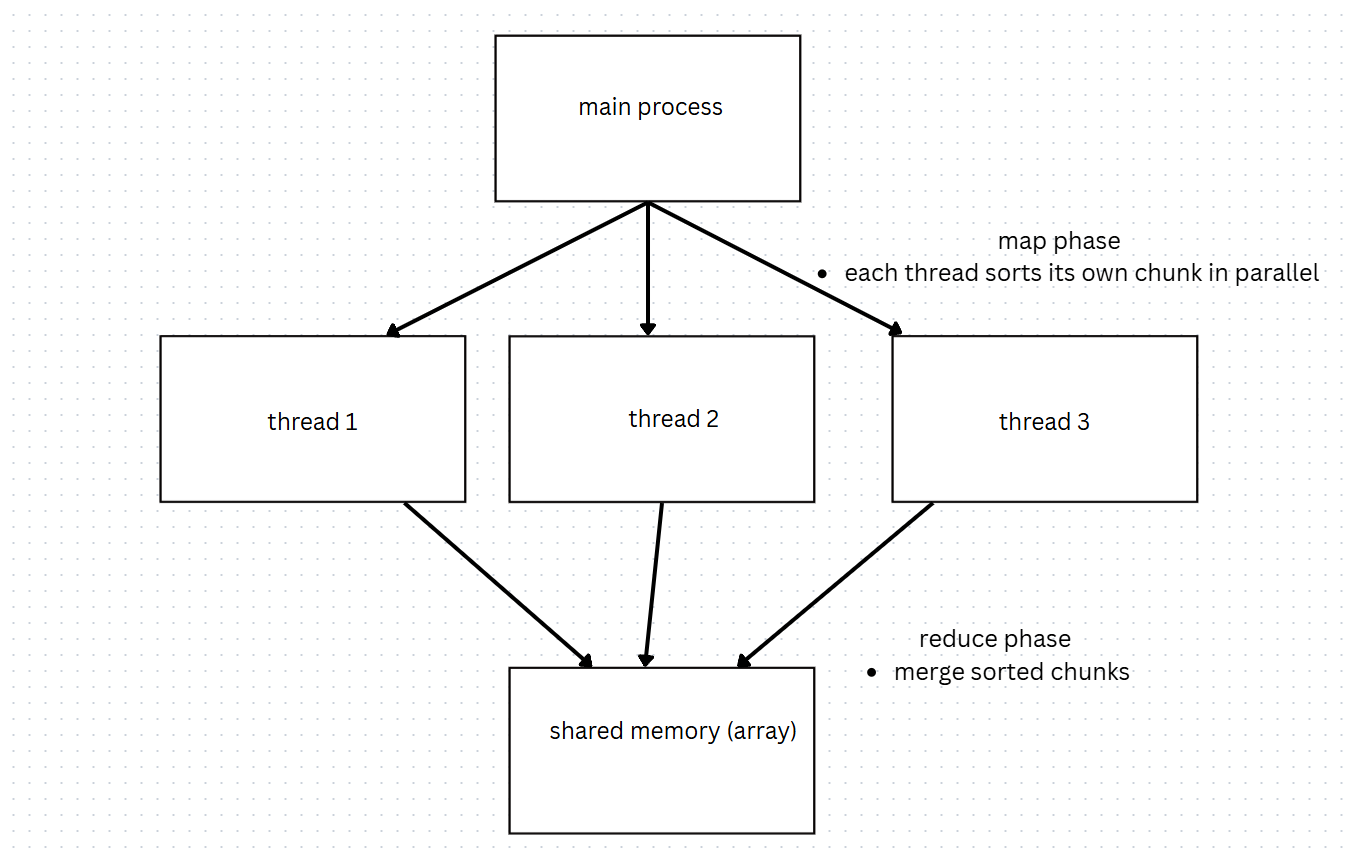 main process
map phase
• each thread sorts its own chunk in parallel
thread 1
thread 2
thread 3
reduce phase
• merge sorted chunks
shared memory (array)